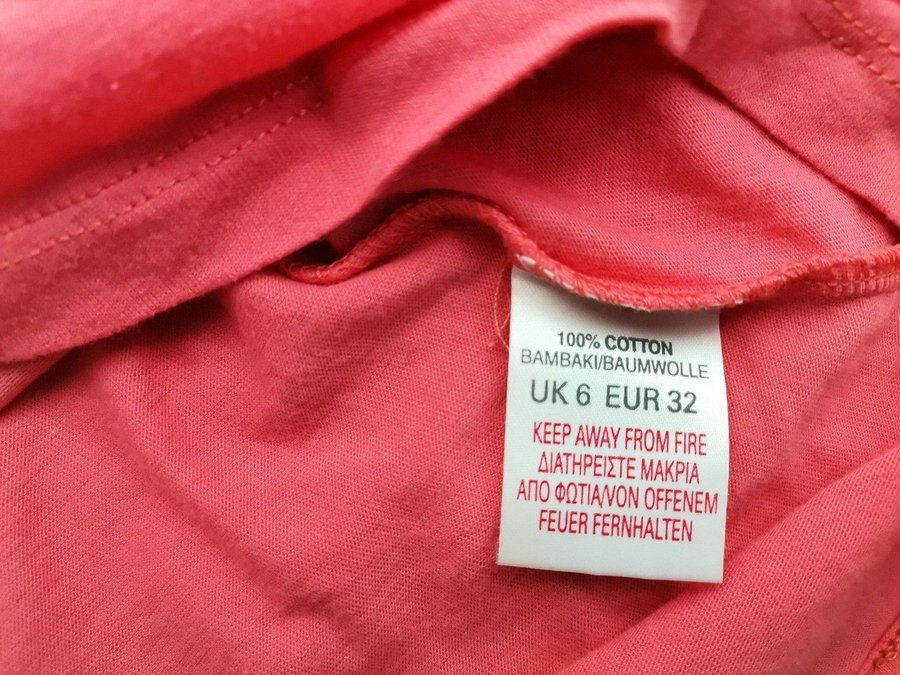 100% COTTON
BAMBAKI/BAUMWOLLE
UK 6 EUR 32
KEEP AWAY FROM FIRE
ΔΙΑΤΗΡΕΙΣΤΕ ΜΑΚΡΙΑ
ΑΠΟ ΦΩΤΙΑ/VON OFFENEM
FEUER FERNHALTEN